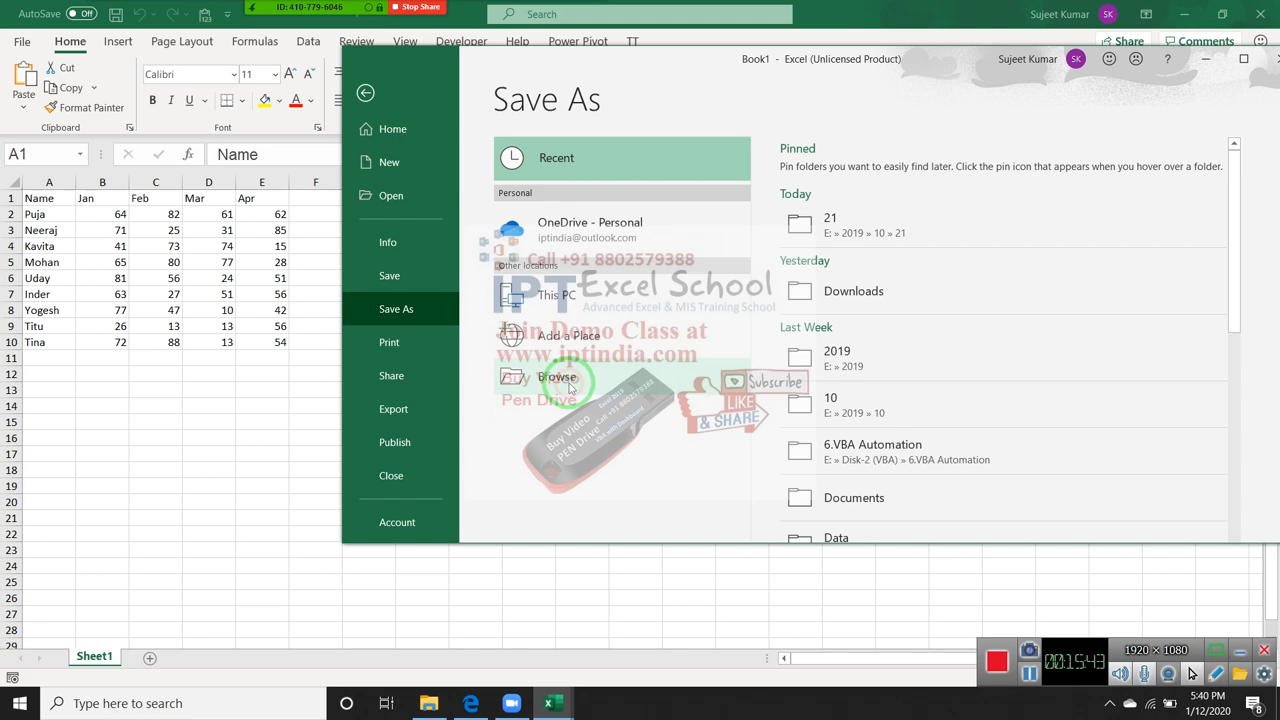 AutoSave Off
ID: 410-779-6046
Stop Share
Search
Sujeet Kumar SK
File Home Insert Page Layout Formulas Data Review View Developer Help Power Pivot TT
Share Comments
Book1 - Excel (Unlicensed Product)
Sujeet Kumar SK ?
Paste
Cut
Copy
Format Painter
Clipboard
Calibri 11
B I U
Font
A1 fx Name
A B C D E F
1 Name Jan Feb Mar Apr
2 Puja 64 82 61 62
3 Neeraj 71 25 31 85
4 Kavita 41 73 74 15
5 Mohan 65 80 77 28
6 Uday 81 56 24 51
7 Inder 63 27 51 56
8 Yogesh 77 47 10 42
9 Titu 26 13 13 56
10 Tina 72 88 13 54
11
12
13
14
15
16
17
18
19
20
21
22
23
24
25
26
27
28
29
Home
New
Open
Info
Save
Save As
Print
Share
Export
Publish
Close
Account
Save As
Recent
Personal
OneDrive - Personal
iptindia@outlook.com
Other locations
This PC
Add a Place
Browse
Call +91 8802579388
iPT Excel School
Advanced Excel & MIS Training School
Join Demo Class at
www.iptindia.com
Buy Video
Pen Drive
Excel 2019
Buy Video Call +91 8802579388
PEN Drive
Subscribe
LIKE
& SHARE
Pinned
Pin folders you want to easily find later. Click the pin icon that appears when you hover over a folder.
Today
21
E: » 2019 » 10 » 21
Yesterday
Downloads
Last Week
2019
E: » 2019
10
E: » 2019 » 10
6.VBA Automation
E: » Disk-2 (VBA) » 6.VBA Automation
Documents
Data
Sheet1
1920 × 1080
00:15:43
Type here to search
5:40 PM
1/12/2020
8